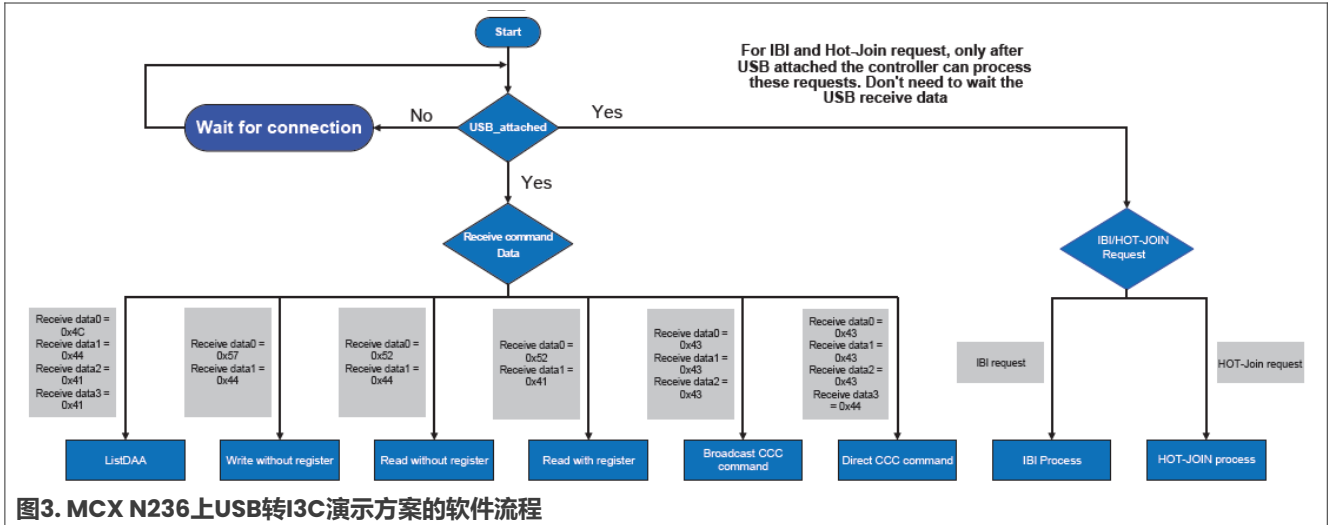 Start
For IBI and Hot-Join request, only after
USB attached the controller can process
these requests. Don't need to wait the
USB receive data
Wait for connection
No
USB_attached
Yes
Yes
Receive command
Data
IBI/HOT-JOIN
Request
Receive data0 =
0x4C
Receive data1 =
0x44
Receive data2 =
0x41
Receive data3 =
0x41
Receive data0 =
0x57
Receive data1 =
0x44
Receive data0 =
0x52
Receive data1 =
0x44
Receive data0 =
0x52
Receive data1 =
0x41
Receive data0 =
0x43
Receive data1 =
0x43
Receive data2 =
0x43
Receive data0 =
0x43
Receive data1 =
0x43
Receive data2 =
0x43
Receive data3
= 0x44
IBI request
HOT-Join request
ListDAA
Write without register
Read without register
Read with register
Broadcast CCC
command
Direct CCC command
IBI Process
HOT-JOIN process
图3. MCX N236上USB转I3C演示方案的软件流程